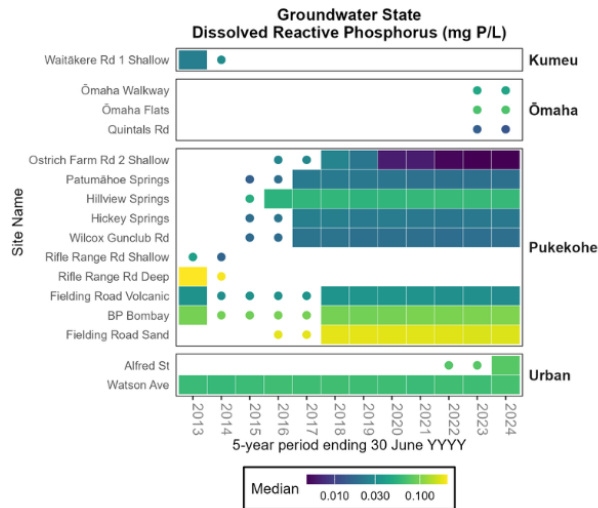 Groundwater State
Dissolved Reactive Phosphorus (mg P/L)
Waitākere Rd 1 Shallow
Kumeu
Ōmaha Walkway
Ōmaha Flats
Quintals Rd
Ōmaha
Site Name
Ostrich Farm Rd 2 Shallow
Patumāhoe Springs
Hillview Springs
Hickey Springs
Wilcox Gunclub Rd
Rifle Range Rd Shallow
Rifle Range Rd Deep
Fielding Road Volcanic
BP Bombay
Fielding Road Sand
Pukekohe
Alfred St
Watson Ave
Urban
2013 2014 2015 2016 2017 2018 2019 2020 2021 2022 2023 2024
5-year period ending 30 June YYYY
Median
0.010 0.030 0.100